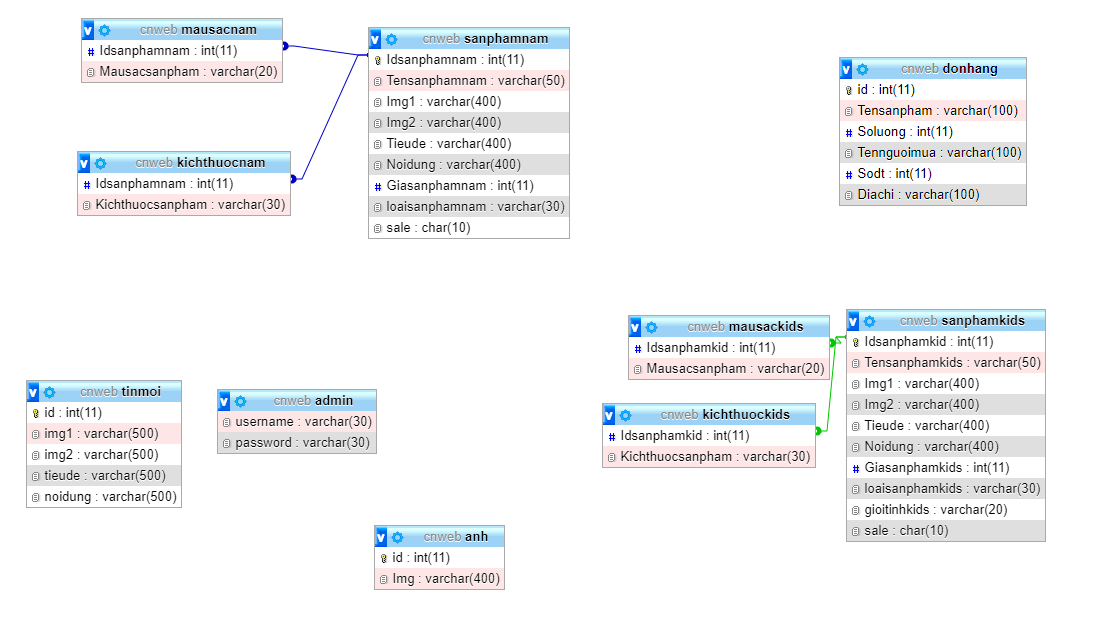 cnweb mausacnam
Idsanphamnam : int(11)
Mausacsanpham : varchar(20)
cnweb sanphamnam
Idsanphamnam : int(11)
Tensanphamnam : varchar(50)
Img1 : varchar(400)
Img2 : varchar(400)
Tieude : varchar(400)
Noidung : varchar(400)
Giasanphamnam : int(11)
loaisanphamnam : varchar(30)
sale : char(10)
cnweb donhang
id : int(11)
Tensanpham : varchar(100)
Soluong : int(11)
Tennguoimua : varchar(100)
Sodt : int(11)
Diachi : varchar(100)
cnweb kichthuocnam
Idsanphamnam : int(11)
Kichthuocsanpham : varchar(30)
cnweb mausackids
Idsanphamkid : int(11)
Mausacsanpham : varchar(20)
cnweb sanphamkids
Idsanphamkid : int(11)
Tensanphamkids : varchar(50)
Img1 : varchar(400)
Img2 : varchar(400)
Tieude : varchar(400)
Noidung : varchar(400)
Giasanphamkids : int(11)
loaisanphamkids : varchar(30)
gioitinhkids : varchar(20)
sale : char(10)
cnweb kichthuockids
Idsanphamkid : int(11)
Kichthuocsanpham : varchar(30)
cnweb tinmoi
id : int(11)
img1 : varchar(500)
img2 : varchar(500)
tieude : varchar(500)
noidung : varchar(500)
cnweb admin
username : varchar(30)
password : varchar(30)
cnweb anh
id : int(11)
Img : varchar(400)